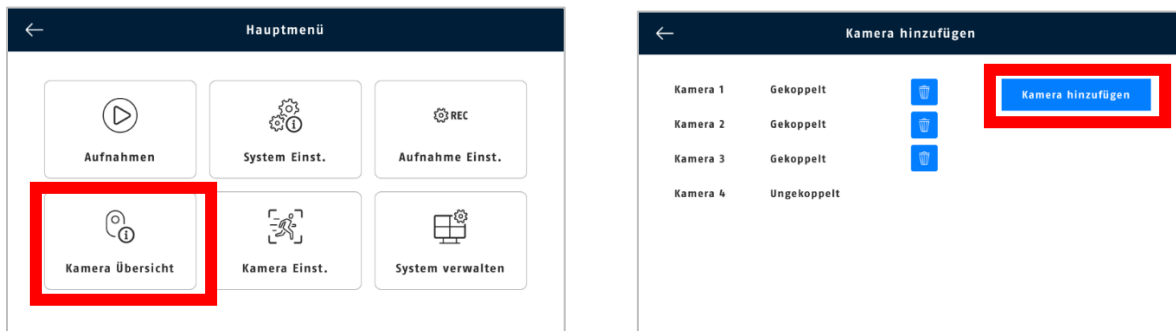 Hauptmenü
Aufnahmen
System Einst.
REC
Aufnahme Einst.
Kamera Übersicht
Kamera Einst.
System verwalten
Kamera hinzufügen
Kamera 1 Gekoppelt
Kamera hinzufügen
Kamera 2 Gekoppelt
Kamera 3 Gekoppelt
Kamera 4 Ungekoppelt